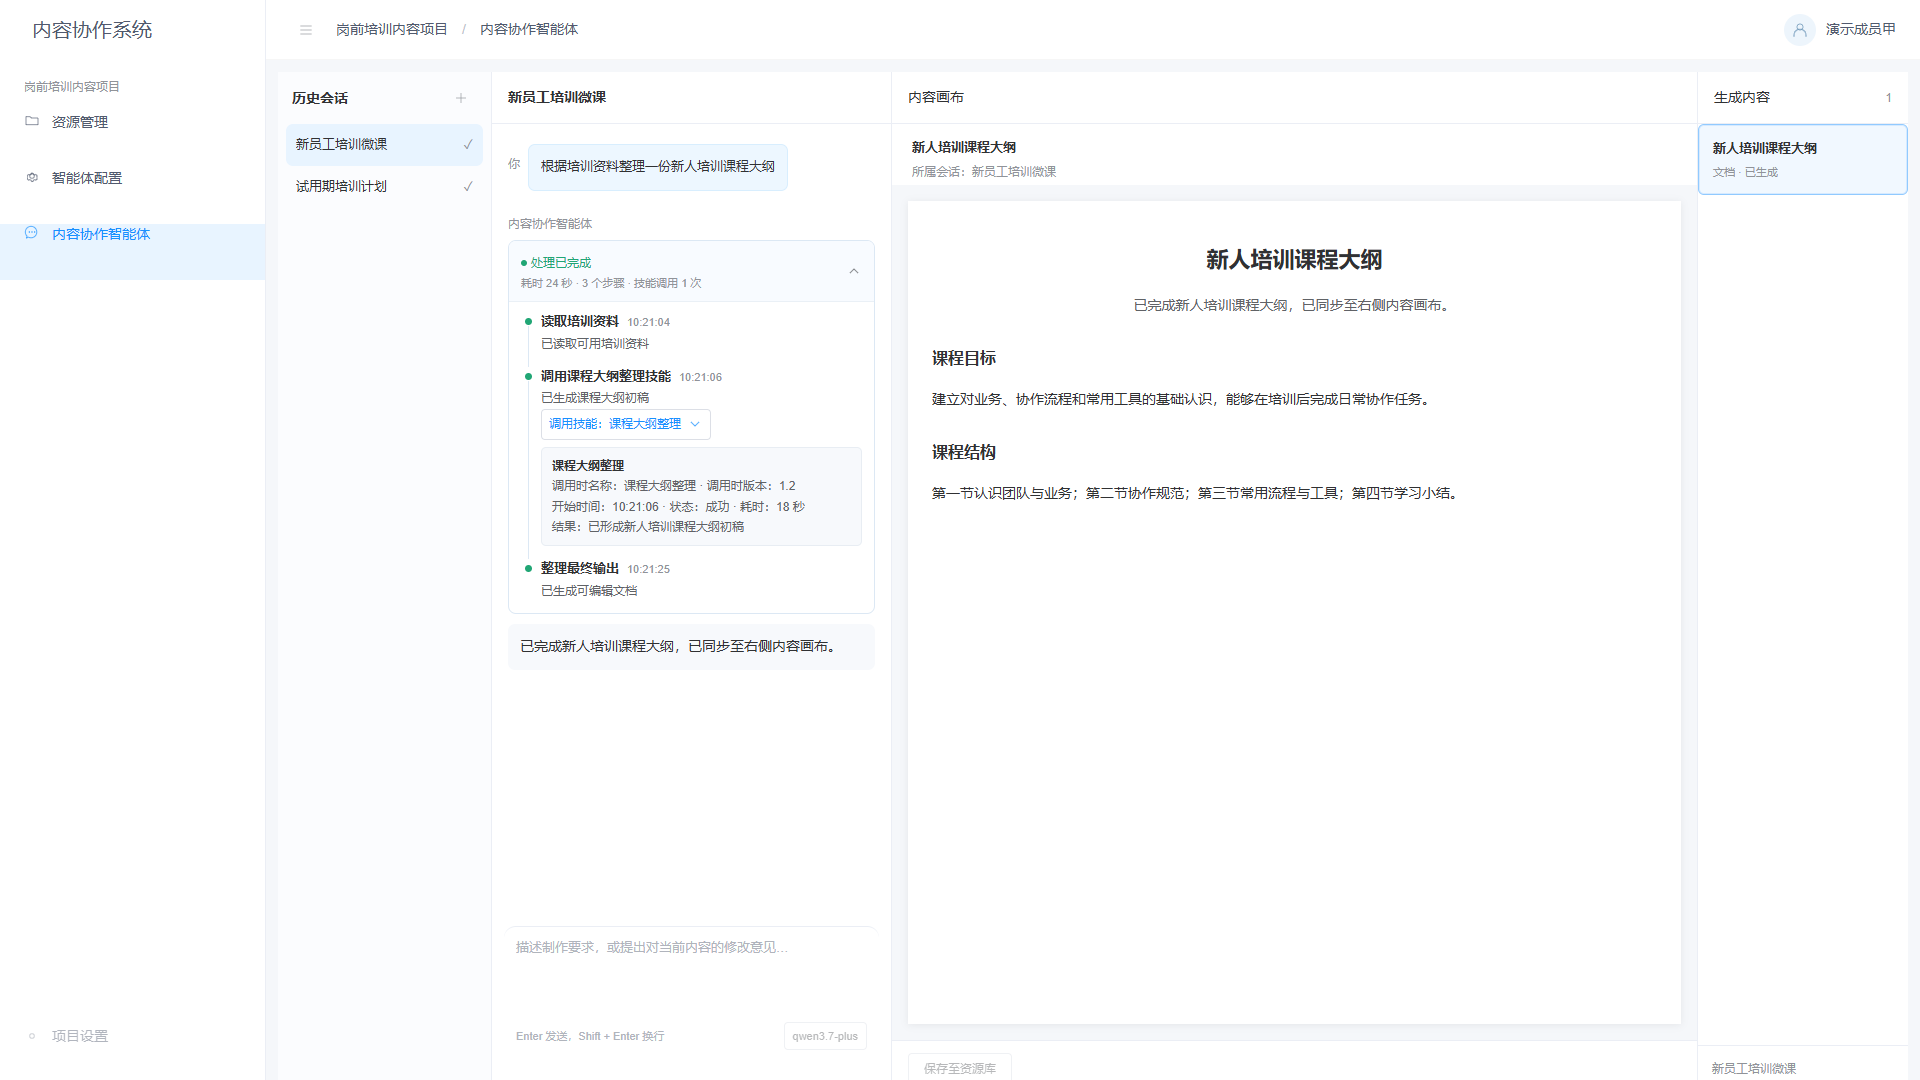 内容协作系统
岗前培训内容项目
资源管理
智能体配置
内容协作智能体
项目设置
岗前培训内容项目 / 内容协作智能体
演示成员甲
历史会话
新员工培训微课
试用期培训计划
新员工培训微课
你
根据培训资料整理一份新人培训课程大纲
内容协作智能体
处理已完成
耗时 24 秒 · 3 个步骤 · 技能调用 1 次
读取培训资料 10:21:04
已读取可用培训资料
调用课程大纲整理技能 10:21:06
已生成课程大纲初稿
调用技能：课程大纲整理
课程大纲整理
调用时名称：课程大纲整理 · 调用时版本：1.2
开始时间：10:21:06 · 状态：成功 · 耗时：18 秒
结果：已形成新人培训课程大纲初稿
整理最终输出 10:21:25
已生成可编辑文档
已完成新人培训课程大纲，已同步至右侧内容画布。
描述制作要求，或提出对当前内容的修改意见...
Enter 发送，Shift + Enter 换行
qwen3.7-plus
内容画布
新人培训课程大纲
所属会话：新员工培训微课
新人培训课程大纲
已完成新人培训课程大纲，已同步至右侧内容画布。
课程目标
建立对业务、协作流程和常用工具的基础认识，能够在培训后完成日常协作任务。
课程结构
第一节认识团队与业务；第二节协作规范；第三节常用流程与工具；第四节学习小结。
保存至资源库
生成内容 1
新人培训课程大纲
文档 · 已生成
新员工培训微课